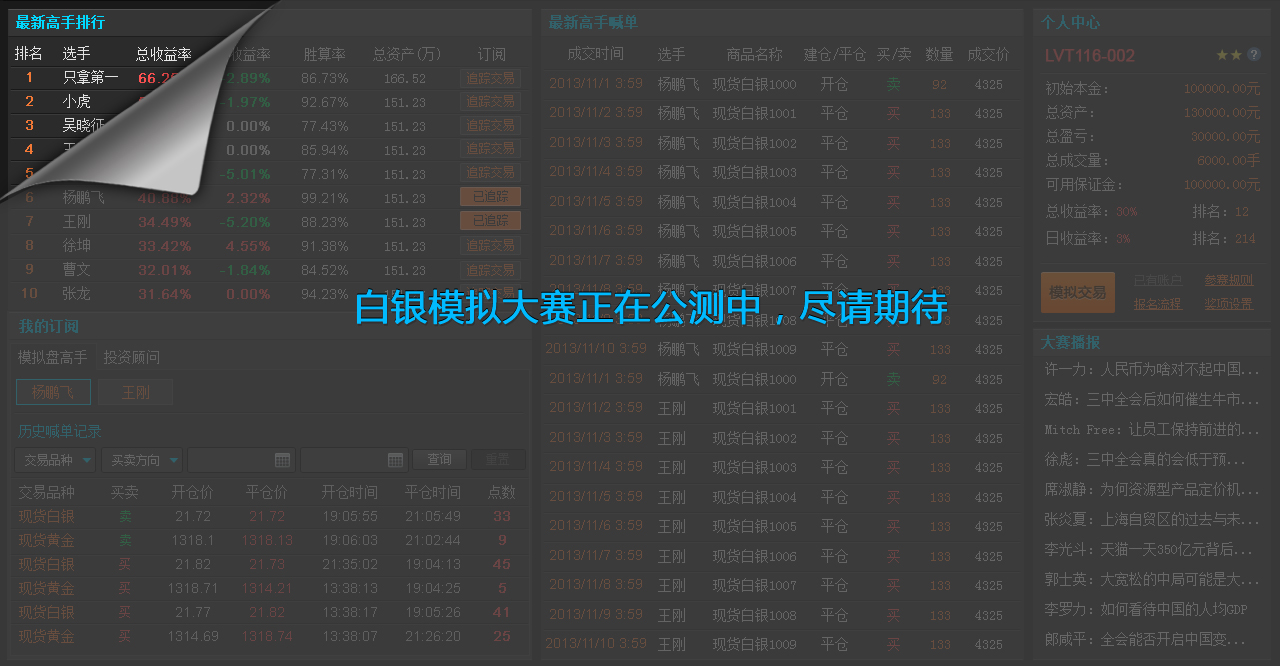 最新高手排行
排名 选手 总收益率 收益率 胜算率 总资产(万) 订阅
1 只拿第一 66.2 2.89% 86.73% 166.52 追踪交易
2 小虎 -1.97% 92.67% 151.23 追踪交易
3 吴晓征 0.00% 77.43% 151.23 追踪交易
4 0.00% 85.94% 151.23 追踪交易
5 -5.01% 77.31% 151.23 追踪交易
6 杨鹏飞 40.88% 2.32% 99.21% 151.23 已追踪
7 王刚 34.49% -5.20% 88.23% 151.23 已追踪
8 徐坤 33.42% 4.55% 91.38% 151.23 追踪交易
9 曹文 32.01% -1.84% 84.52% 151.23 追踪交易
10 张龙 31.64% 0.00% 94.23% 151.23
白银模拟大赛正在公测中，尽请期待
我的订阅
模拟盘高手 投资顾问
杨鹏飞 王刚
历史喊单记录
交易品种 买卖方向 查询 重置
交易品种 买卖 开仓价 平仓价 开仓时间 平仓时间 点数
现货白银 卖 21.72 21.72 19:05:55 21:05:49 33
现货黄金 卖 1318.1 1318.13 19:06:03 21:02:44 9
现货白银 买 21.82 21.73 21:35:02 19:04:13 45
现货黄金 买 1318.71 1314.21 13:38:13 19:04:25 5
现货白银 买 21.77 21.82 13:38:17 19:05:26 41
现货黄金 买 1314.69 1318.74 13:38:07 21:26:20 25
最新高手喊单
成交时间 选手 商品名称 建仓/平仓 买/卖 数量 成交价
2013/11/1 3:59 杨鹏飞 现货白银1000 开仓 卖 92 4325
2013/11/2 3:59 杨鹏飞 现货白银1001 平仓 买 133 4325
2013/11/3 3:59 杨鹏飞 现货白银1002 平仓 买 133 4325
2013/11/4 3:59 杨鹏飞 现货白银1003 平仓 买 133 4325
2013/11/5 3:59 杨鹏飞 现货白银1004 平仓 买 133 4325
2013/11/6 3:59 杨鹏飞 现货白银1005 平仓 买 133 4325
2013/11/7 3:59 杨鹏飞 现货白银1006 平仓 买 133 4325
2013/11/8 3:59 杨鹏飞 现货白银1007 平仓 买 133 4325
1008 133 4325
2013/11/10 3:59 杨鹏飞 现货白银1009 平仓 买 133 4325
2013/11/1 3:59 杨鹏飞 现货白银1000 开仓 卖 92 4325
2013/11/2 3:59 王刚 现货白银1001 平仓 买 133 4325
2013/11/3 3:59 王刚 现货白银1002 平仓 买 133 4325
2013/11/4 3:59 王刚 现货白银1003 平仓 买 133 4325
2013/11/5 3:59 王刚 现货白银1004 平仓 买 133 4325
2013/11/6 3:59 王刚 现货白银1005 平仓 买 133 4325
2013/11/7 3:59 王刚 现货白银1006 平仓 买 133 4325
2013/11/8 3:59 王刚 现货白银1007 平仓 买 133 4325
2013/11/9 3:59 王刚 现货白银1008 平仓 买 133 4325
2013/11/10 3:59 王刚 现货白银1009 平仓 买 133 4325
个人中心
LVT116-002 ?
初始本金: 100000.00元
总资产: 130000.00元
总盈亏: 30000.00元
总成交量: 6000.00手
可用保证金: 100000.00元
总收益率: 30% 排名: 12
日收益率: 3% 排名: 214
模拟交易 已有账户 参赛规则
报名流程 奖项设置
大赛播报
许一力: 人民币为啥对不起中国...
宏皓: 三中全会后如何催生牛市...
Mitch Free: 让员工保持前进的...
徐彪: 三中全会真的会低于预...
席淑静: 为何资源型产品定价机...
张炎夏: 上海自贸区的过去与未...
李光斗: 天猫一天350亿元背后...
郭士英: 大宽松的中局可能是大...
李罗力: 如何看待中国的人均GDP
郎咸平: 全会能否开启中国变...